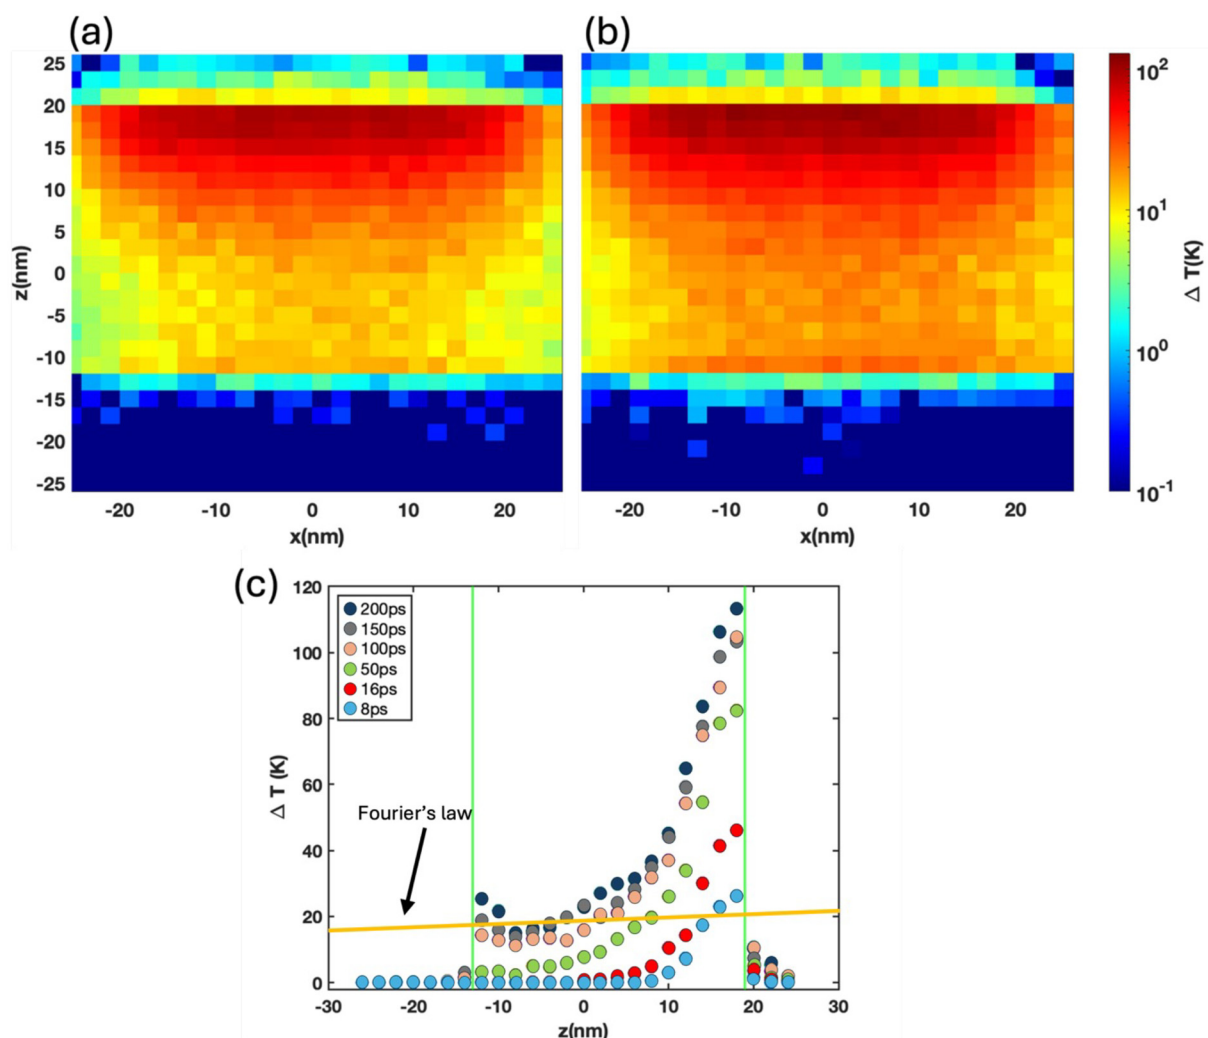 (a)
(b)
25
20
15
10
5
0
-5
-10
-15
-20
-25
z(nm)
-20 -10 0 10 20
x(nm)
-20 -10 0 10 20
x(nm)
10²
10¹
10⁰
10⁻¹
Δ T(K)
(c)
120
100
80
60
40
20
0
Δ T (K)
200ps
150ps
100ps
50ps
16ps
8ps
Fourier's law
-30 -20 -10 0 10 20 30
z(nm)